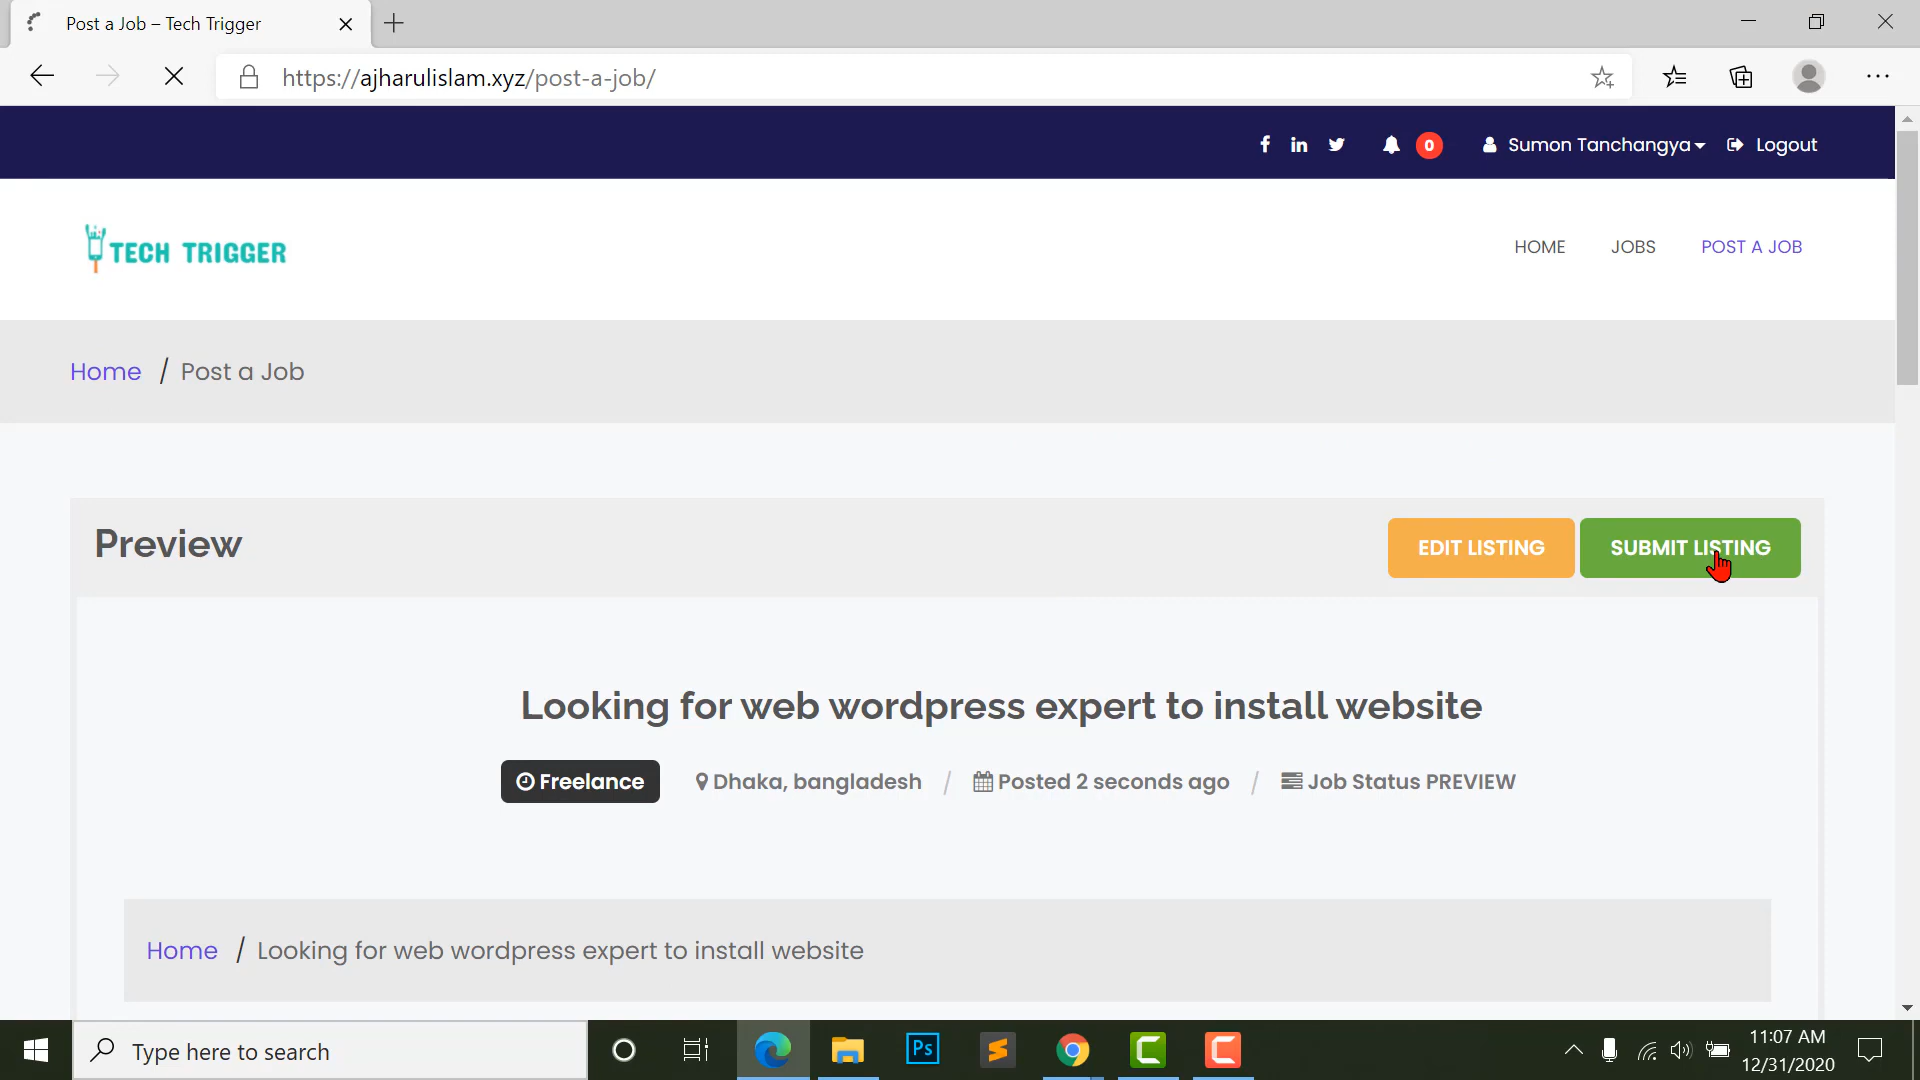 Post a Job – Tech Trigger
https://ajharulislam.xyz/post-a-job/
0
Sumon Tanchangya
Logout
TECH TRIGGER
HOME
JOBS
POST A JOB
Home / Post a Job
Preview
EDIT LISTING
SUBMIT LISTING
Looking for web wordpress expert to install website
Freelance
Dhaka, bangladesh / Posted 2 seconds ago / Job Status PREVIEW
Home / Looking for web wordpress expert to install website
Type here to search
Ps
11:07 AM
12/31/2020